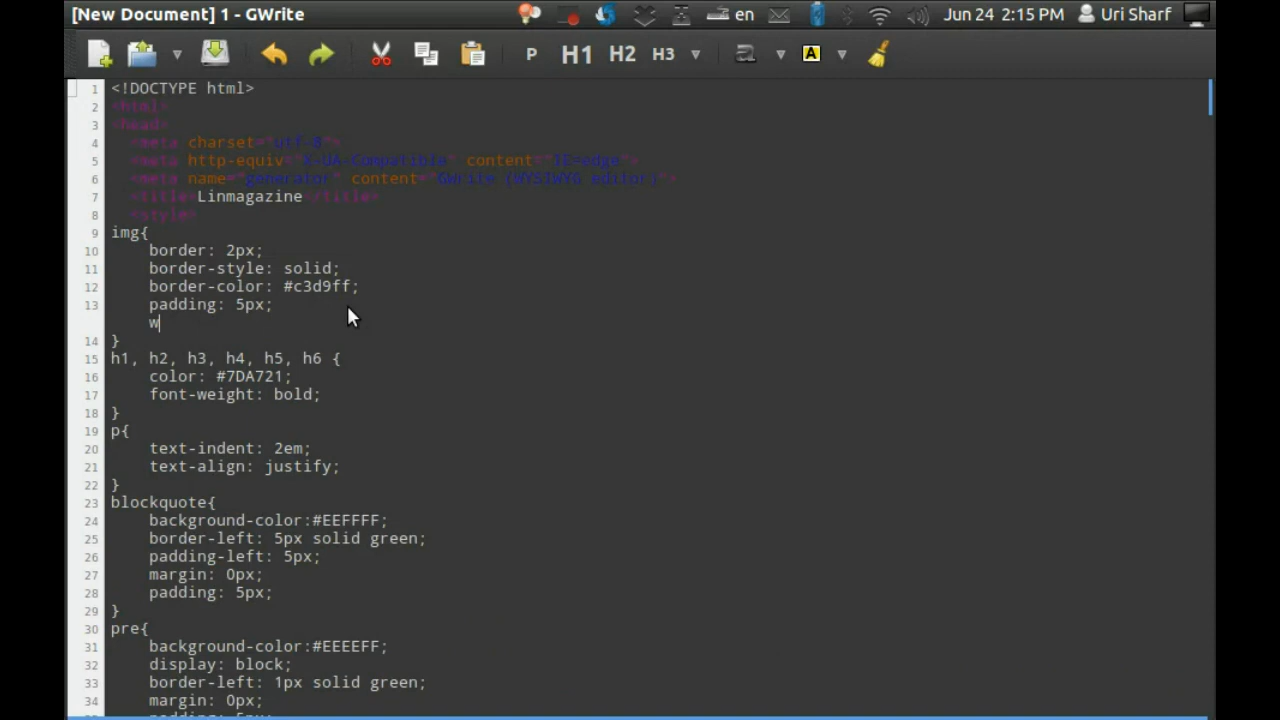 [New Document] 1 - GWrite en Jun 24 2:15 PM Uri Sharf
P H1 H2 H3 a A
1 <!DOCTYPE html>
2 <html>
3 <head>
4 <meta charset="utf-8">
5 <meta http-equiv="X-UA-Compatible" content="IE=edge">
6 <meta name="generator" content="GWrite (WYSIWYG editor)">
7 <title>Linmagazine</title>
8 <style>
9 img{
10 border: 2px;
11 border-style: solid;
12 border-color: #c3d9ff;
13 padding: 5px;
w
14 }
15 h1, h2, h3, h4, h5, h6 {
16 color: #7DA721;
17 font-weight: bold;
18 }
19 p{
20 text-indent: 2em;
21 text-align: justify;
22 }
23 blockquote{
24 background-color:#EEFFFF;
25 border-left: 5px solid green;
26 padding-left: 5px;
27 margin: 0px;
28 padding: 5px;
29 }
30 pre{
31 background-color:#EEEEFF;
32 display: block;
33 border-left: 1px solid green;
34 margin: 0px;